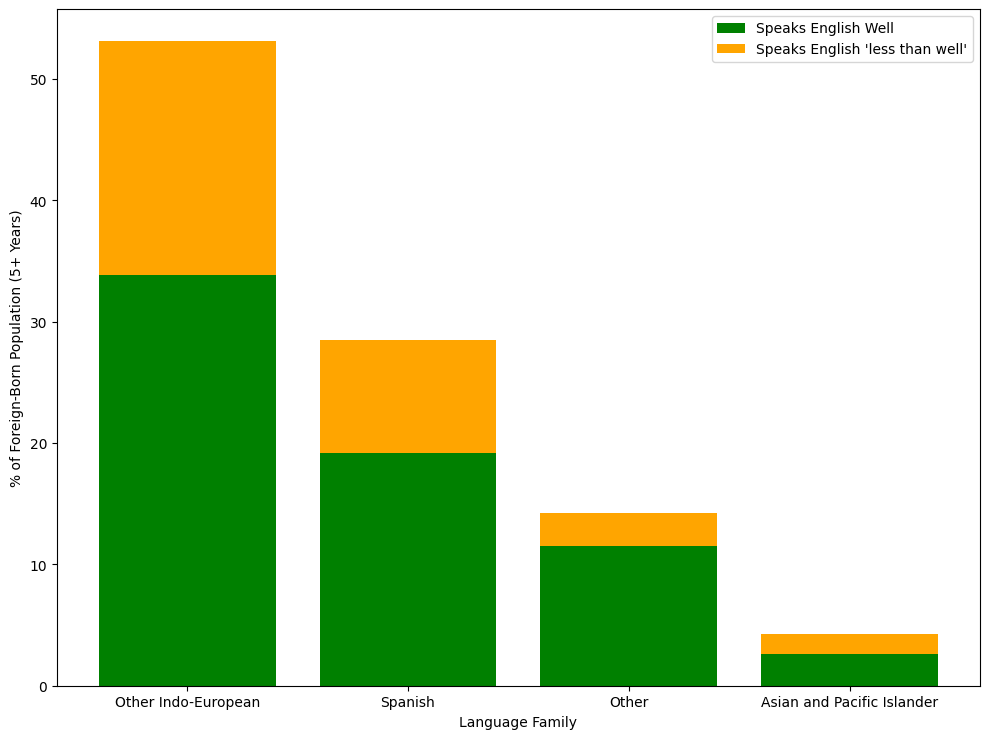 Speaks English Well
Speaks English 'less than well'
% of Foreign-Born Population (5+ Years)
50
40
30
20
10
0
Other Indo-European
Spanish
Other
Asian and Pacific Islander
Language Family